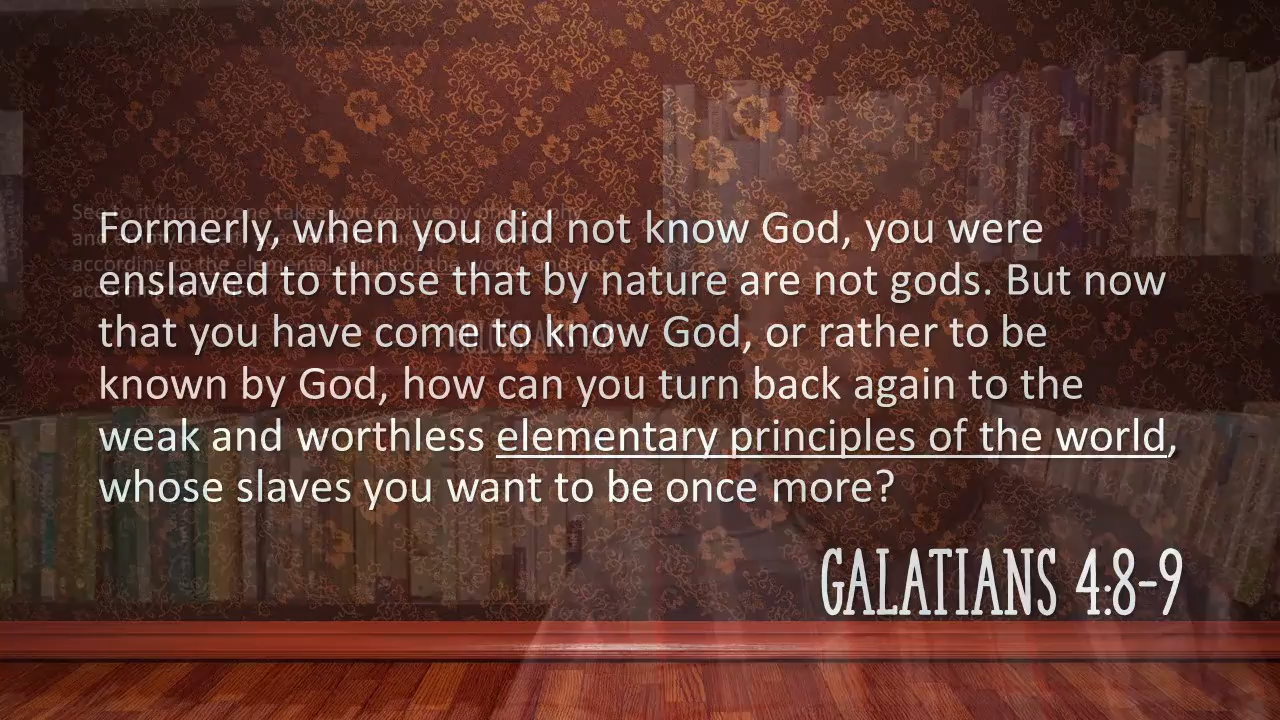 Formerly, when you did not know God, you were
enslaved to those that by nature are not gods. But now
that you have come to know God, or rather to be
known by God, how can you turn back again to the
weak and worthless elementary principles of the world,
whose slaves you want to be once more?
GALATIANS 4:8-9